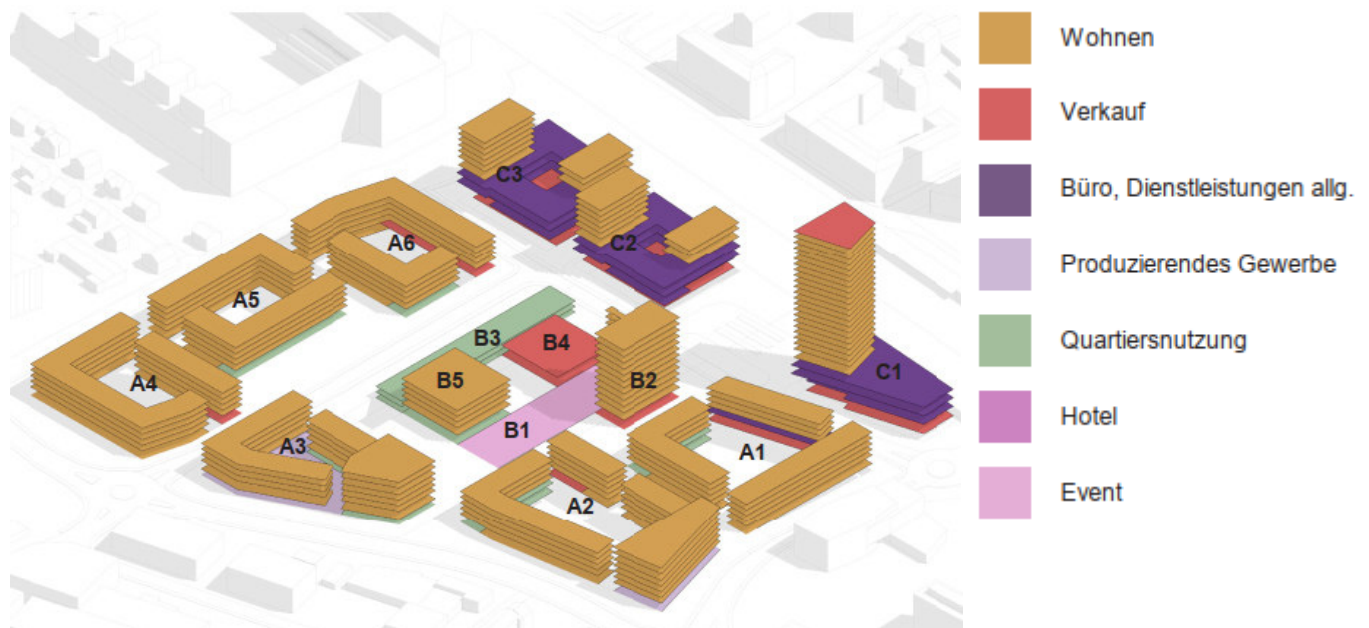 Wohnen
Verkauf
Büro, Dienstleistungen allg.
Produzierendes Gewerbe
Quartiersnutzung
Hotel
Event
C3
C2
A6
A5
B3
B4
C1
A4
B5
B2
B1
A3
A1
A2